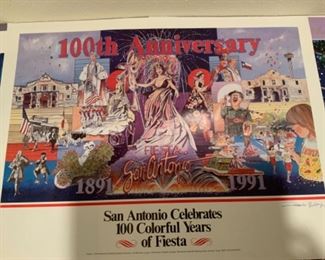 100th Anniversary
FIESTA
San Antonio
1891 1991
San Antonio Celebrates
100 Colorful Years
of Fiesta